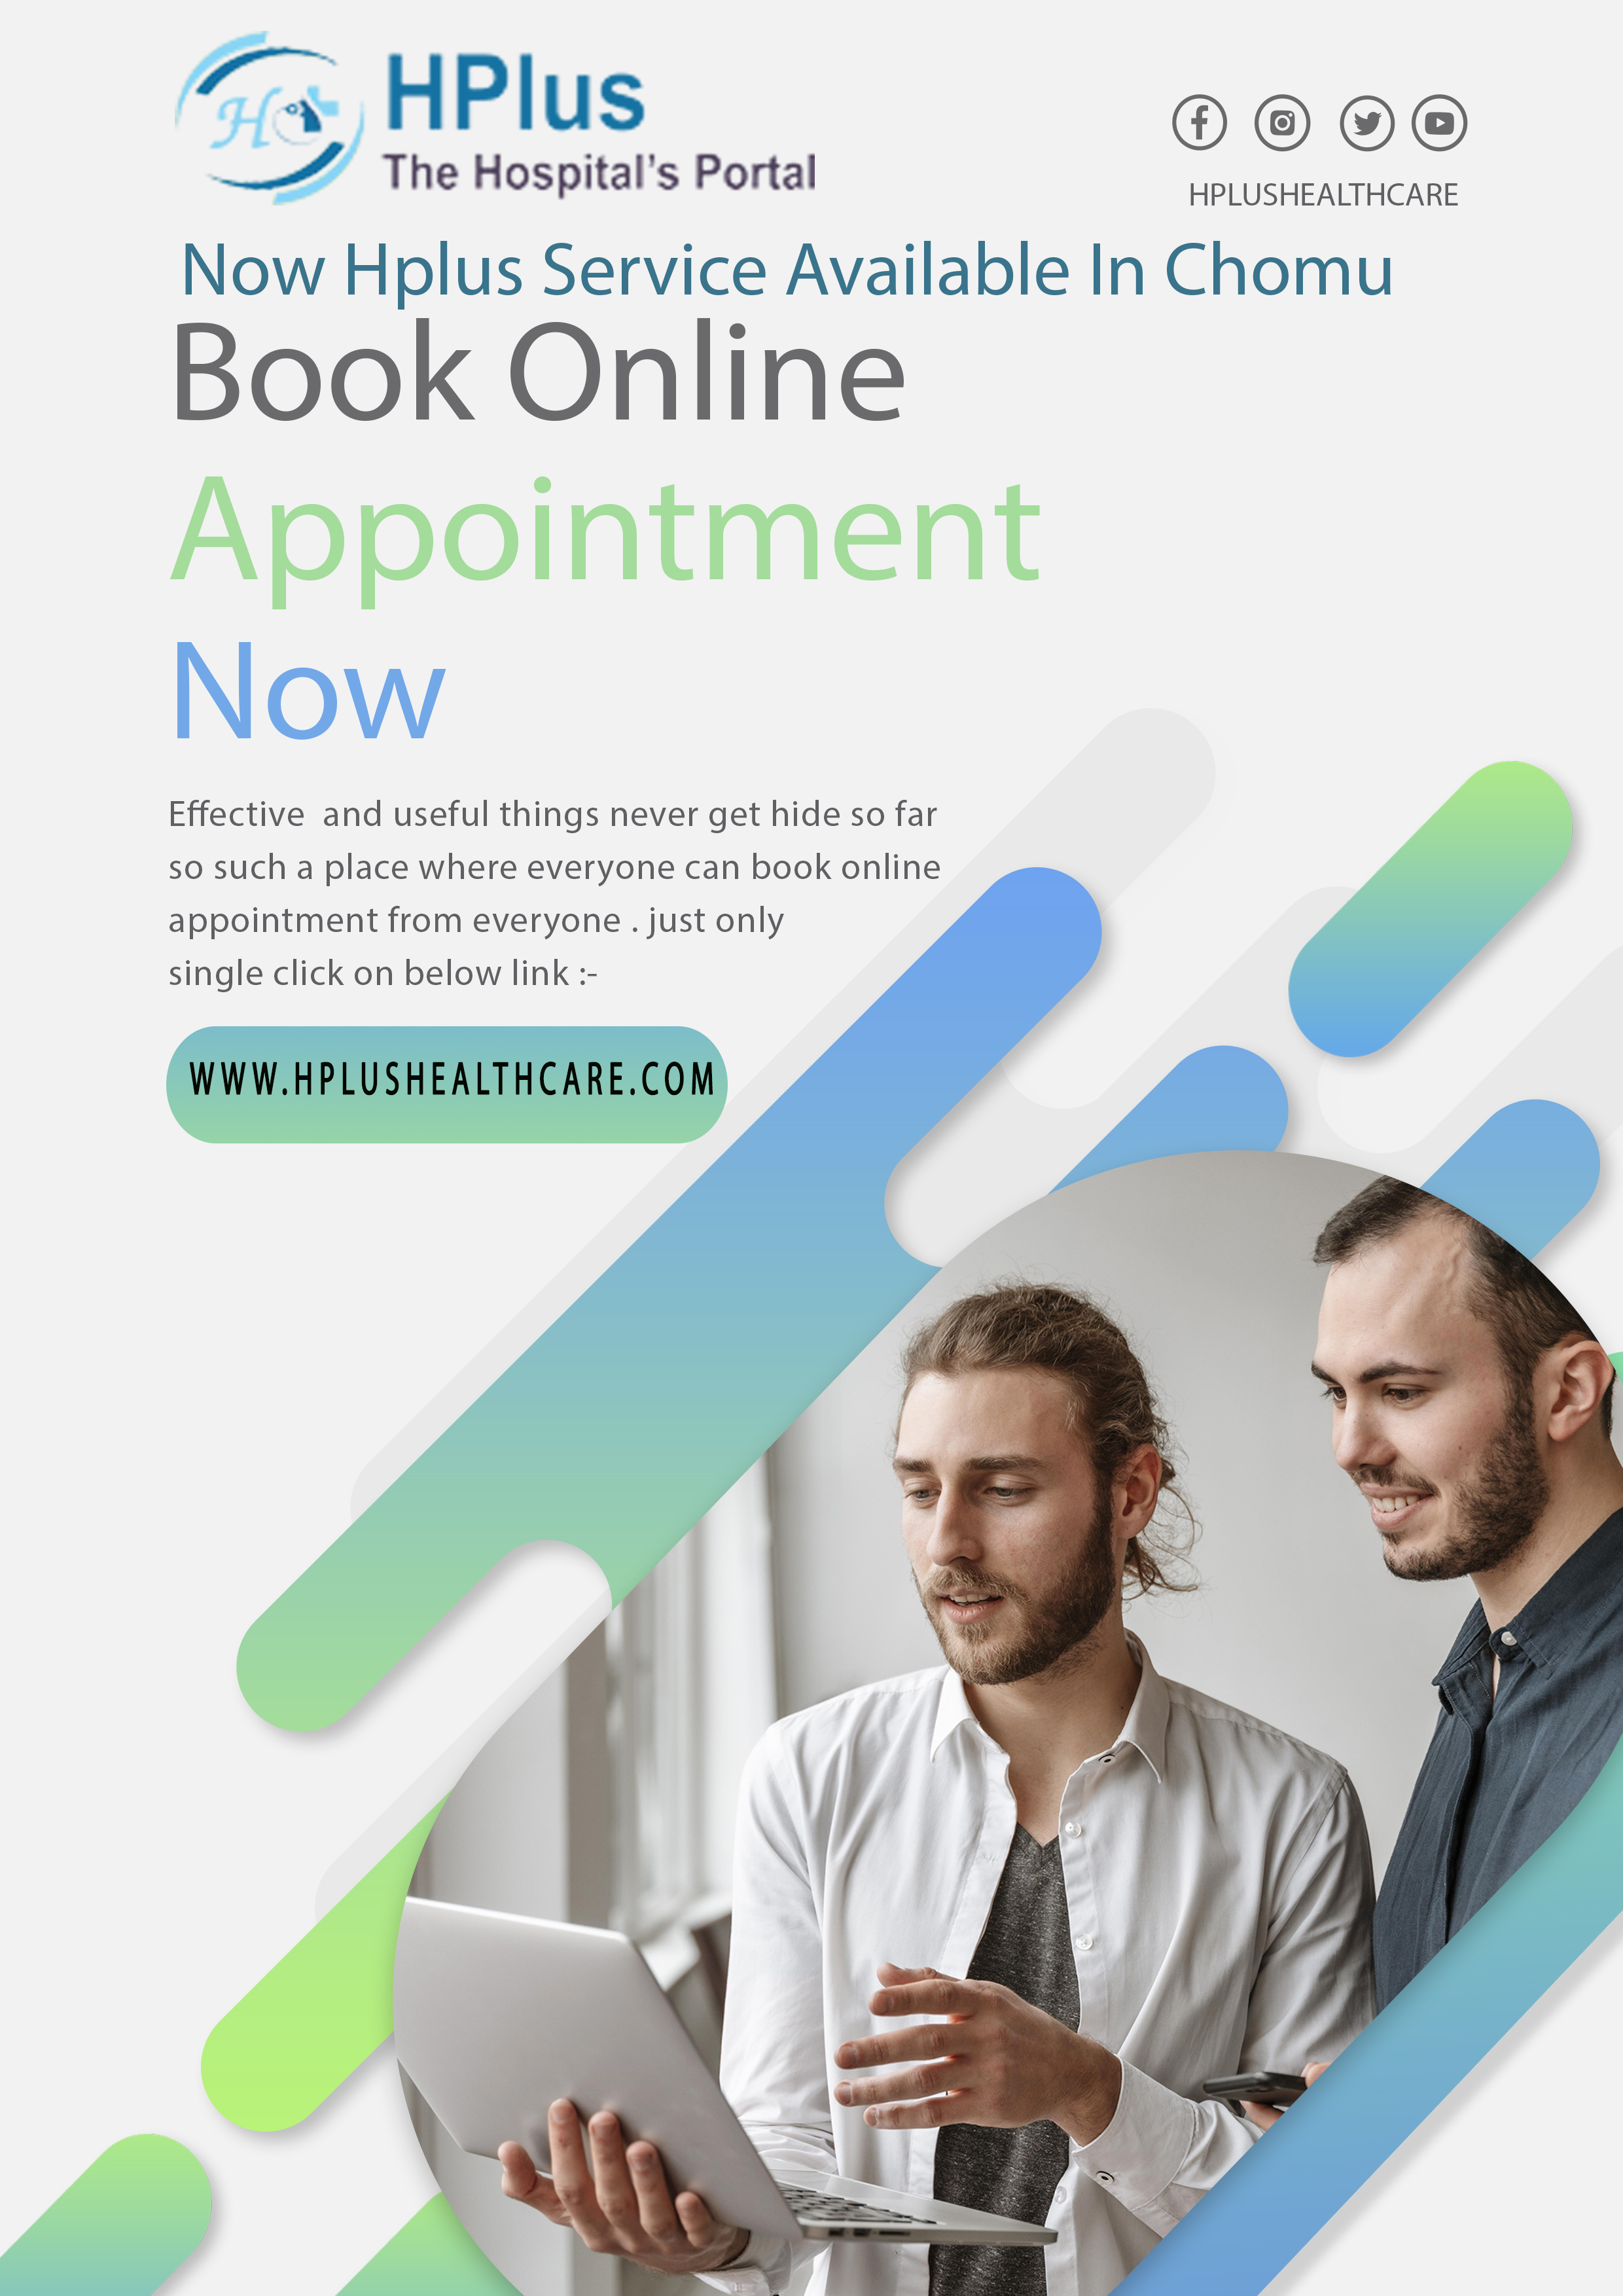 HPlus
The Hospital's Portal
HPLUSHEALTHCARE
Now Hplus Service Available In Chomu
Book Online
Appointment
Now
Effective and useful things never get hide so far
so such a place where everyone can book online
appointment from everyone . just only
single click on below link :-
WWW.HPLUSHEALTHCARE.COM